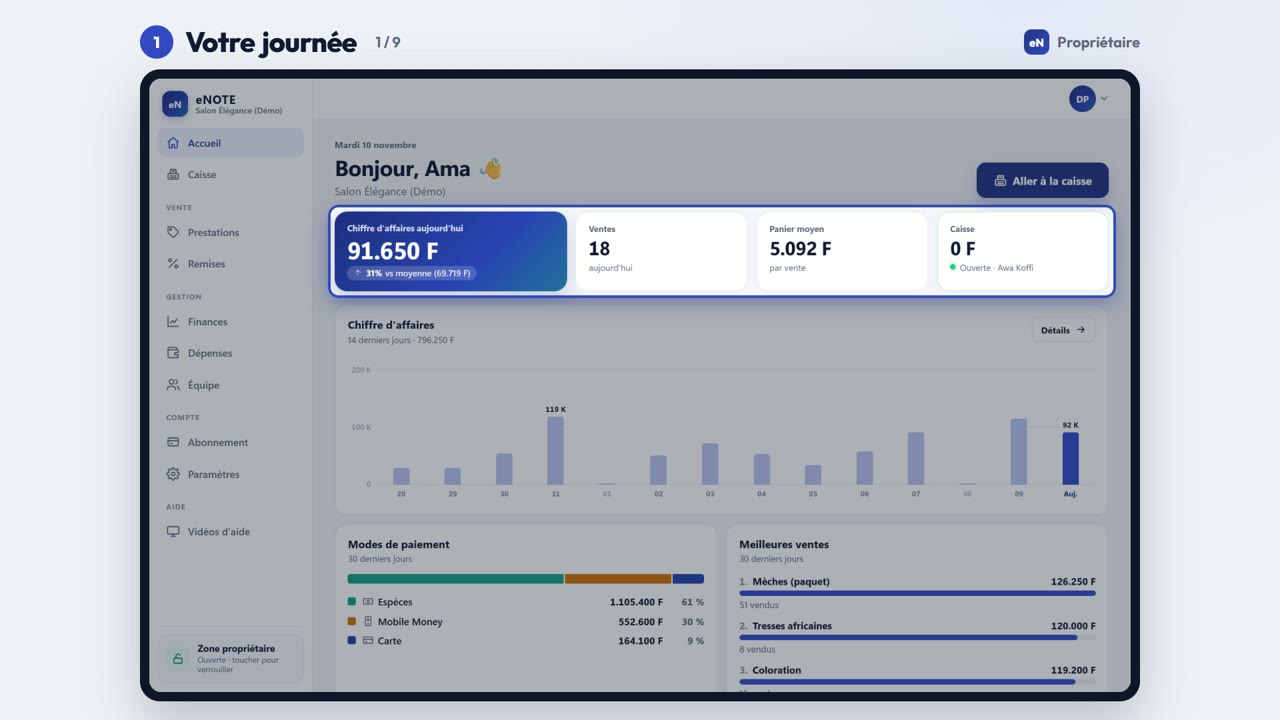 1 Votre journée 1 / 9
eN Propriétaire
eN eNOTE
Salon Élégance (Démo)
DP
Accueil
Caisse
VENTE
Prestations
Remises
GESTION
Finances
Dépenses
Équipe
COMPTE
Abonnement
Paramètres
AIDE
Vidéos d'aide
Zone propriétaire
Ouverte · toucher pour
verrouiller
Mardi 10 novembre
Bonjour, Ama 👋
Salon Élégance (Démo)
Aller à la caisse
Chiffre d'affaires aujourd'hui
91.650 F
↑ 31% vs moyenne (69.719 F)
Ventes
18
aujourd'hui
Panier moyen
5.092 F
par vente
Caisse
0 F
Ouverte · Awa Koffi
Chiffre d'affaires
14 derniers jours · 796.250 F
Détails →
200 K
100 K
0
119 K
92 K
28 29 30 31 01 02 03 04 05 06 07 08 09 Auj.
Modes de paiement
30 derniers jours
Espèces 1.105.400 F 61 %
Mobile Money 552.600 F 30 %
Carte 164.100 F 9 %
Meilleures ventes
30 derniers jours
1. Mèches (paquet) 126.250 F
51 vendus
2. Tresses africaines 120.000 F
8 vendus
3. Coloration 119.200 F